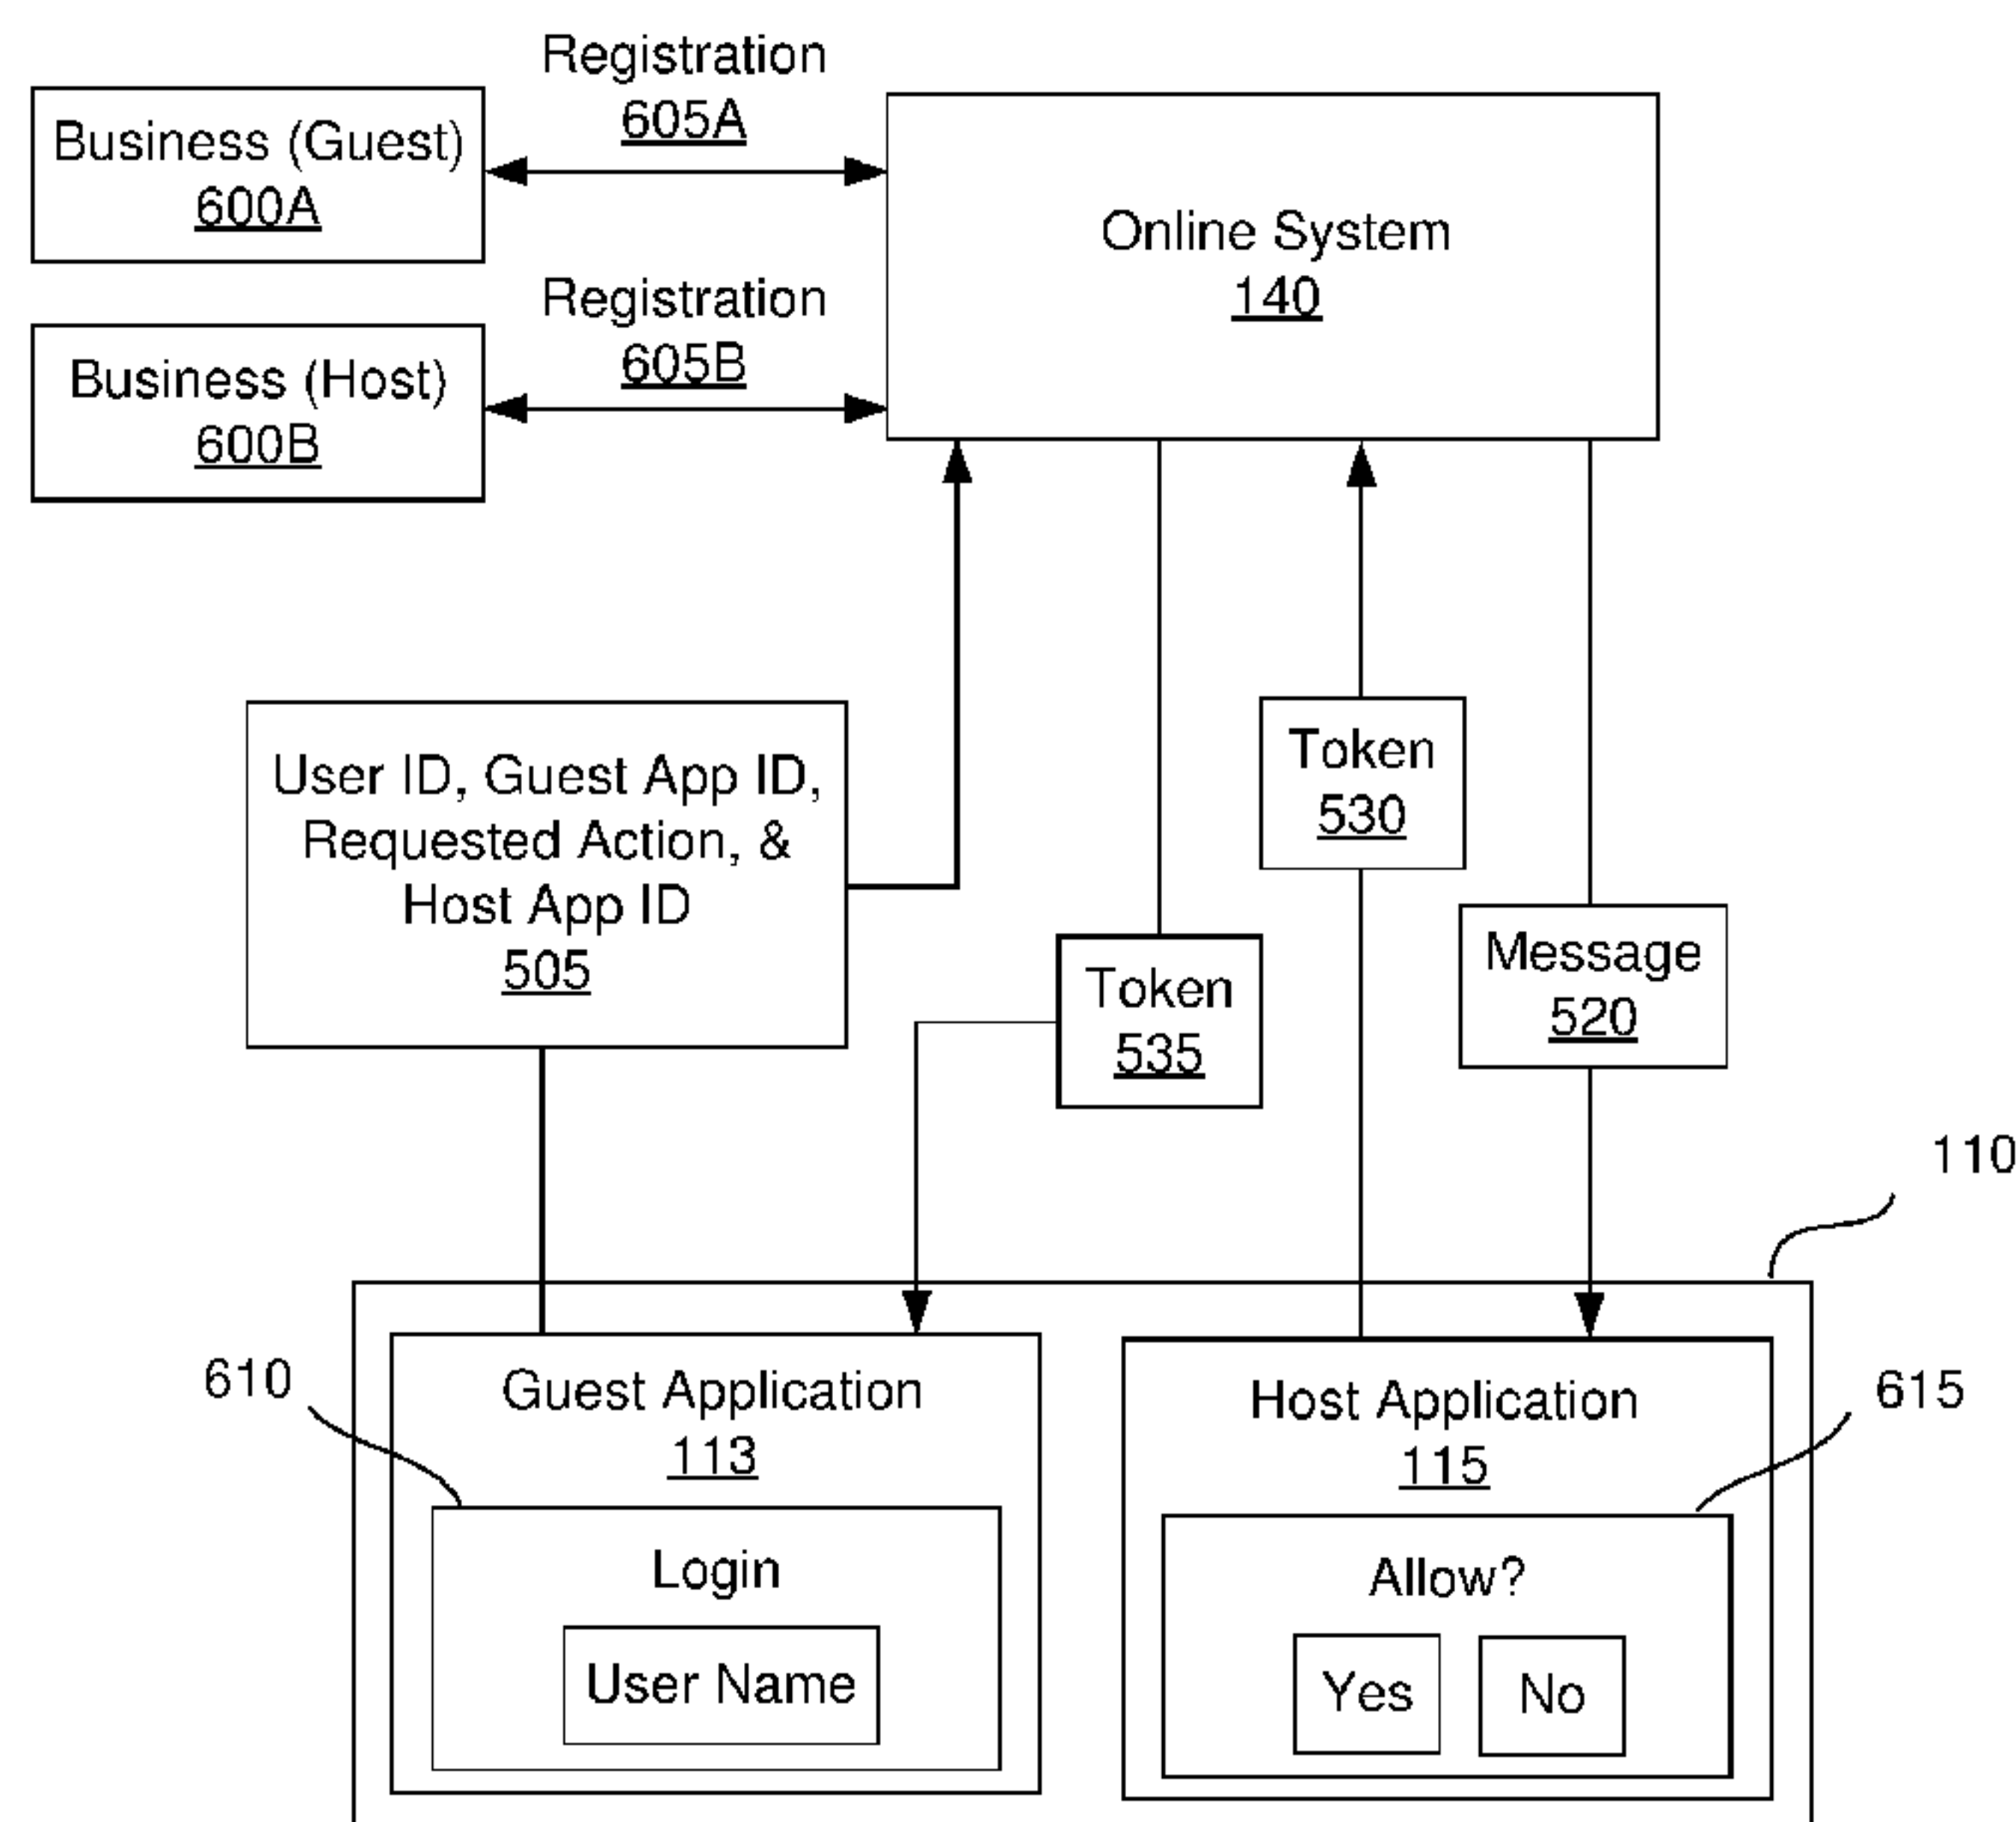 Registration
605A
Business (Guest)
600A
Online System
140
Registration
605B
Business (Host)
600B
User ID, Guest App ID,
Requested Action, &
Host App ID
505
Token
530
Token
535
Message
520
110
610
Guest Application
113
Host Application
115
615
Login
User Name
Allow?
Yes
No